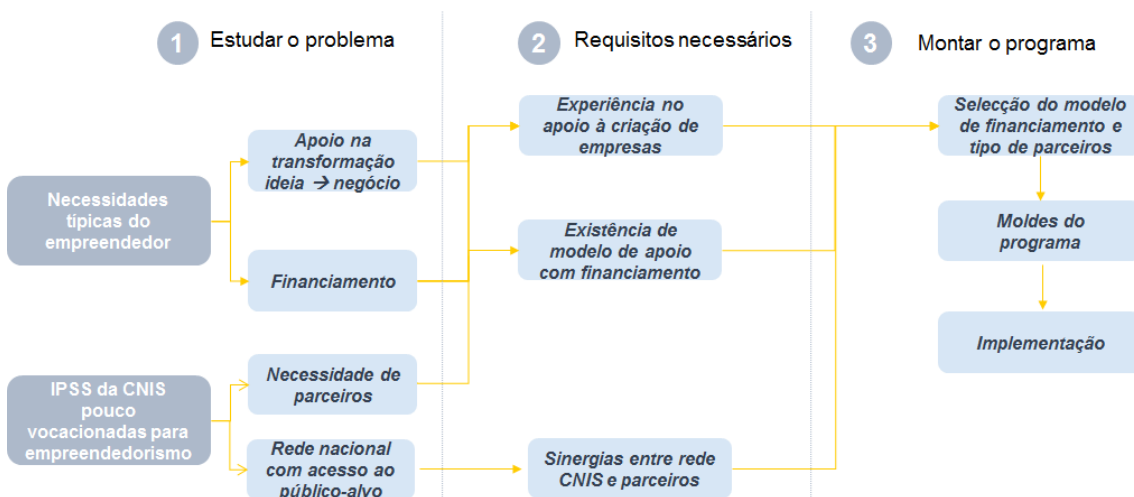 1 Estudar o problema
2 Requisitos necessários
3 Montar o programa
Necessidades
típicas do
empreendedor
Apoio na
transformação
ideia → negócio
Financiamento
IPSS da CNIS
pouco
vocacionadas para
empreendedorismo
Necessidade de
parceiros
Rede nacional
com acesso ao
público-alvo
Experiência no
apoio à criação de
empresas
Existência de
modelo de apoio
com financiamento
Sinergias entre rede
CNIS e parceiros
Selecção do modelo
de financiamento e
tipo de parceiros
Moldes do
programa
Implementação